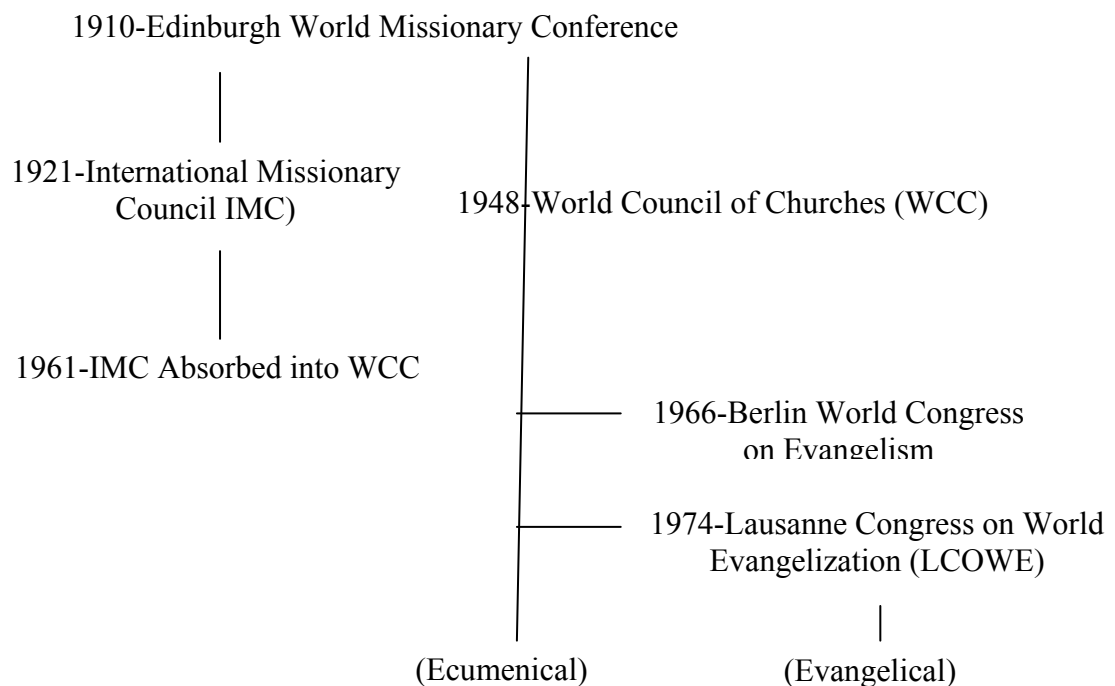 1910-Edinburgh World Missionary Conference
1921-International Missionary
Council IMC)
1948-World Council of Churches (WCC)
1961-IMC Absorbed into WCC
1966-Berlin World Congress
on Evangelism
1974-Lausanne Congress on World
Evangelization (LCOWE)
(Ecumenical)
(Evangelical)